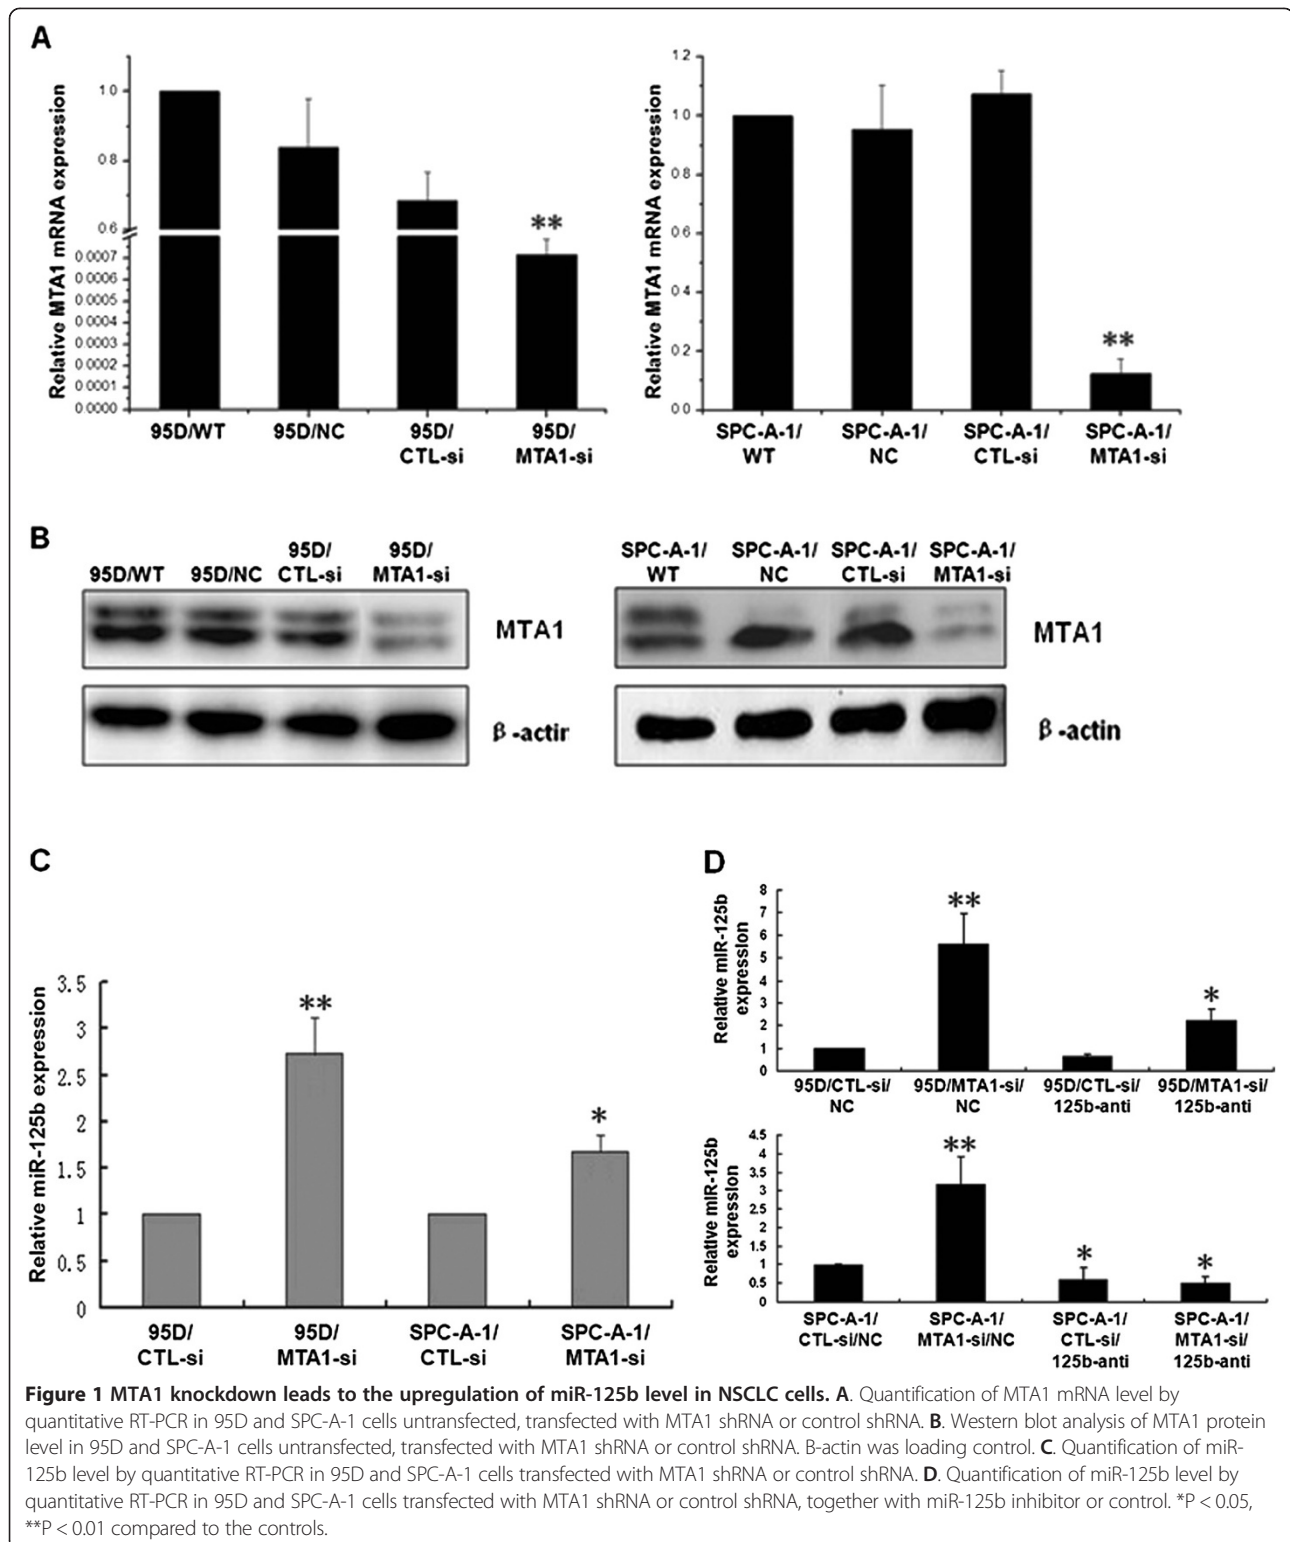 A
Relative MTA1 mRNA expression
1.0
0.8
0.6
0.0007
0.0006
0.0005
0.0004
0.0003
0.0002
0.0001
0.0000
**
95D/WT
95D/NC
95D/
CTL-si
95D/
MTA1-si
Relative MTA1 mRNA expression
1.2
1.0
0.8
0.6
0.4
0.2
0.0
**
SPC-A-1/
WT
SPC-A-1/
NC
SPC-A-1/
CTL-si
SPC-A-1/
MTA1-si
B
95D/WT
95D/NC
95D/
CTL-si
95D/
MTA1-si
MTA1
β-actin
SPC-A-1/
WT
SPC-A-1/
NC
SPC-A-1/
CTL-si
SPC-A-1/
MTA1-si
MTA1
β-actin
C
Relative miR-125b expression
3.5
3
2.5
2
1.5
1
0.5
0
**
*
95D/
CTL-si
95D/
MTA1-si
SPC-A-1/
CTL-si
SPC-A-1/
MTA1-si
D
Relative miR-125b
expression
8
7
6
5
4
3
2
1
0
**
*
95D/CTL-si/
NC
95D/MTA1-si/
NC
95D/CTL-si/
125b-anti
95D/MTA1-si/
125b-anti
Relative miR-125b
expression
4.5
4
3.5
3
2.5
2
1.5
1
0.5
0
**
*
*
SPC-A-1/
CTL-si/NC
SPC-A-1/
MTA1-si/NC
SPC-A-1/
CTL-si/
125b-anti
SPC-A-1/
MTA1-si/
125b-anti
Figure 1 MTA1 knockdown leads to the upregulation of miR-125b level in NSCLC cells. A. Quantification of MTA1 mRNA level by
quantitative RT-PCR in 95D and SPC-A-1 cells untransfected, transfected with MTA1 shRNA or control shRNA. B. Western blot analysis of MTA1 protein
level in 95D and SPC-A-1 cells untransfected, transfected with MTA1 shRNA or control shRNA. B-actin was loading control. C. Quantification of miR-
125b level by quantitative RT-PCR in 95D and SPC-A-1 cells transfected with MTA1 shRNA or control shRNA. D. Quantification of miR-125b level by
quantitative RT-PCR in 95D and SPC-A-1 cells transfected with MTA1 shRNA or control shRNA, together with miR-125b inhibitor or control. *P < 0.05,
**P < 0.01 compared to the controls.